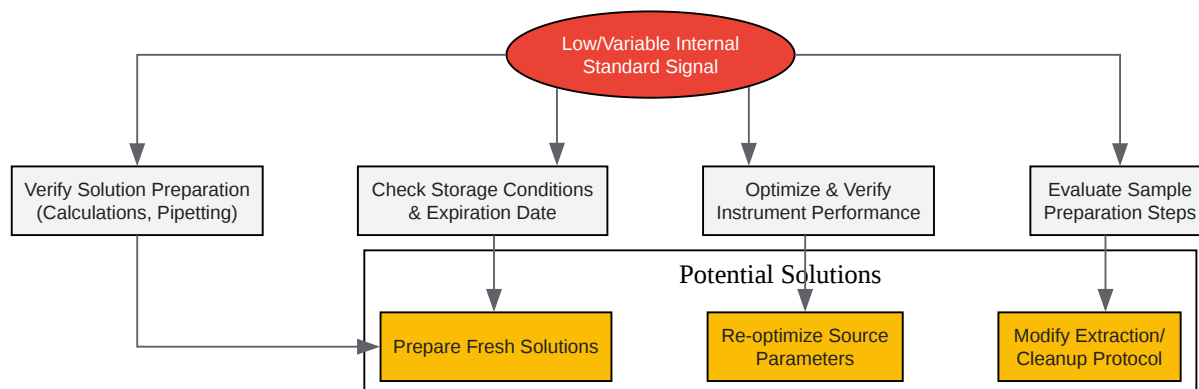 Low/Variable Internal
Standard Signal
Verify Solution Preparation
(Calculations, Pipetting)
Check Storage Conditions
& Expiration Date
Optimize & Verify
Instrument Performance
Evaluate Sample
Preparation Steps
Potential Solutions
Prepare Fresh Solutions
Re-optimize Source
Parameters
Modify Extraction/
Cleanup Protocol